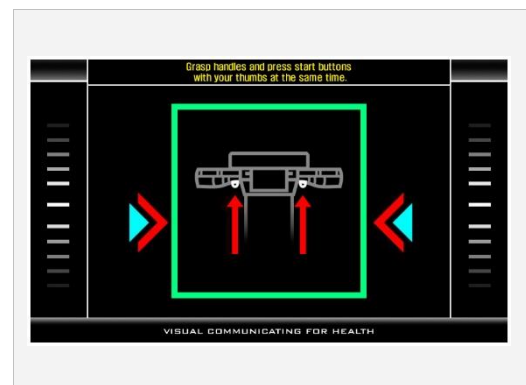 Grasp handles and press start buttons
with your thumbs at the same time.
VISUAL COMMUNICATING FOR HEALTH